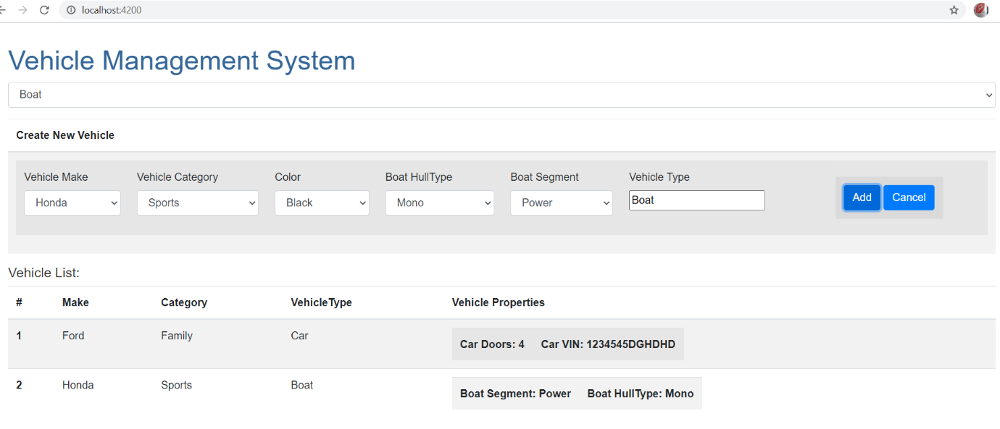 localhost:4200
Vehicle Management System
Boat
Create New Vehicle
Vehicle Make Vehicle Category Color Boat HullType Boat Segment Vehicle Type
Honda Sports Black Mono Power Boat Add Cancel
Vehicle List:
# Make Category VehicleType Vehicle Properties
1 Ford Family Car Car Doors: 4 Car VIN: 1234545DGHDHD
2 Honda Sports Boat Boat Segment: Power Boat HullType: Mono